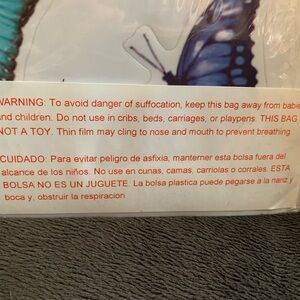 WARNING: To avoid danger of suffocation, keep this bag away from babie
and children. Do not use in cribs, beds, carriages, or playpens. THIS BAG
NOT A TOY. Thin film may cling to nose and mouth to prevent breathing
CUIDADO: Para evitar peligro de asfixia, manterner esta bolsa fuera del
alcance de los niños. No use en cunas, camas, carriolas o corrales. ESTA
BOLSA NO ES UN JUGUETE. La bolsa plastica puede pegarse a la nariz y
boca y, obstruir la respiracion